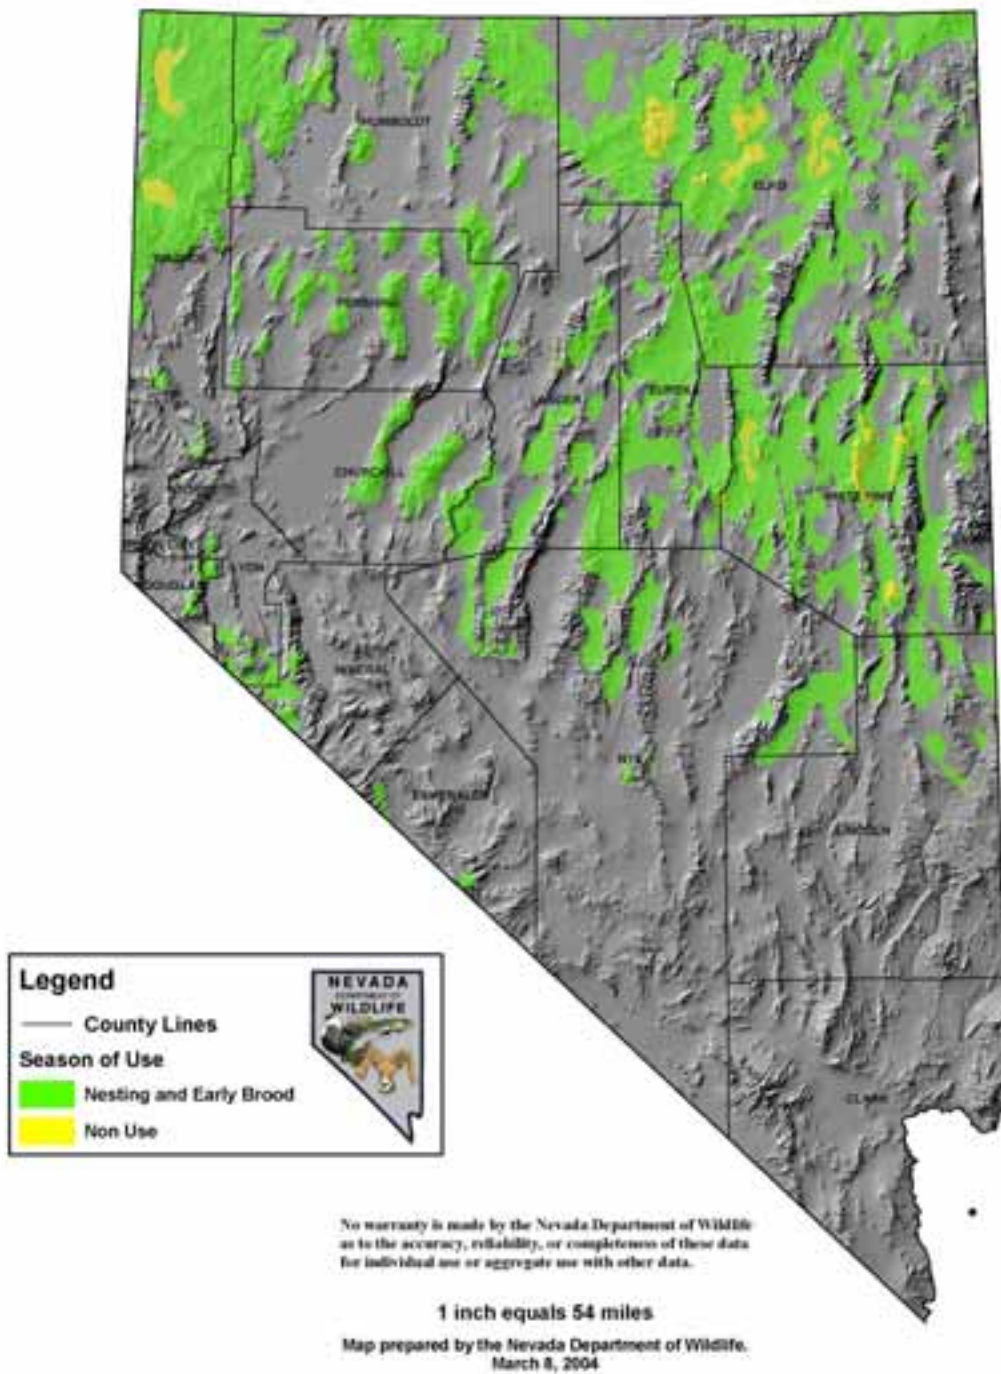 HUMBOLDT
ELKO
PERSHING
LANDER
EUREKA
CHURCHILL
WHITE PINE
LYON
DOUGLAS
MINERAL
NYE
ESMERALDA
LINCOLN
CLARK
Legend
County Lines
Season of Use
Nesting and Early Brood
Non Use
NEVADA
DEPARTMENT OF
WILDLIFE
No warranty is made by the Nevada Department of Wildlife
as to the accuracy, reliability, or completeness of these data
for individual use or aggregate use with other data.
1 inch equals 54 miles
Map prepared by the Nevada Department of Wildlife.
March 8, 2004